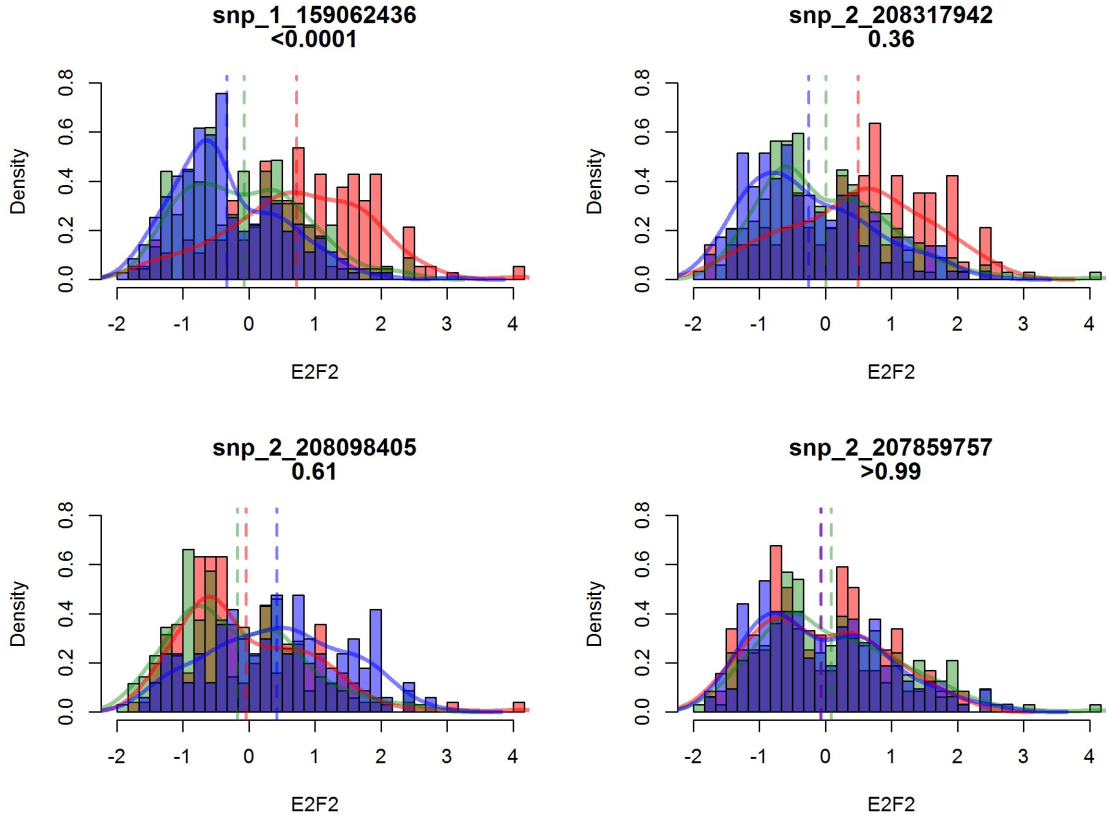 snp_1_159062436
<0.0001
Density
0.0 0.2 0.4 0.6 0.8
-2 -1 0 1 2 3 4
E2F2
snp_2_208317942
0.36
Density
0.0 0.2 0.4 0.6 0.8
-2 -1 0 1 2 3 4
E2F2
snp_2_208098405
0.61
Density
0.0 0.2 0.4 0.6 0.8
-2 -1 0 1 2 3 4
E2F2
snp_2_207859757
>0.99
Density
0.0 0.2 0.4 0.6 0.8
-2 -1 0 1 2 3 4
E2F2